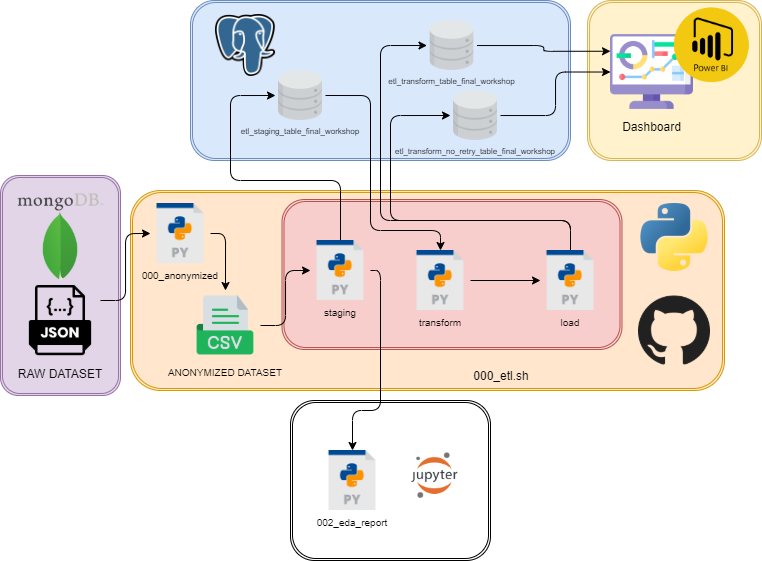 etl_transform_table_final_workshop
etl_staging_table_final_workshop
etl_transform_no_retry_table_final_workshop
Power BI
Dashboard
mongoDB.
{...}
JSON
RAW DATASET
PY
000_anonymized
CSV
ANONYMIZED DATASET
PY
staging
PY
transform
PY
load
000_etl.sh
PY
002_eda_report
jupyter